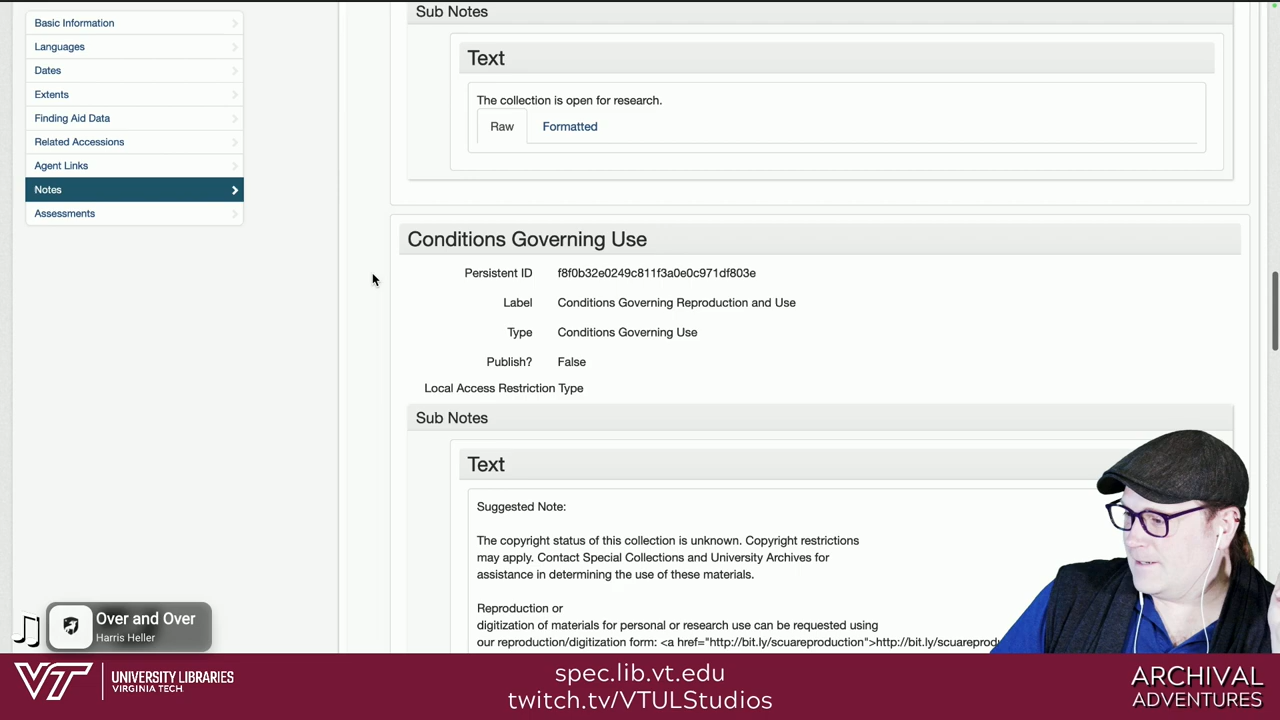 Basic Information
Languages
Dates
Extents
Finding Aid Data
Related Accessions
Agent Links
Notes
Assessments
Sub Notes
Text
The collection is open for research.
Raw
Formatted
Conditions Governing Use
Persistent ID f8f0b32e0249c811f3a0e0c971df803e
Label Conditions Governing Reproduction and Use
Type Conditions Governing Use
Publish? False
Local Access Restriction Type
Sub Notes
Text
Suggested Note:
The copyright status of this collection is unknown. Copyright restrictions
may apply. Contact Special Collections and University Archives for
assistance in determining the use of these materials.
Reproduction or
digitization of materials for personal or research use can be requested using
our reproduction/digitization form: <a href="http://bit.ly/scuareproduction">http://bit.ly/scuareprodu
Over and Over
Harris Heller
VT
UNIVERSITY LIBRARIES
VIRGINIA TECH.
spec.lib.vt.edu
twitch.tv/VTULStudios
ARCHIVAL
ADVENTURES